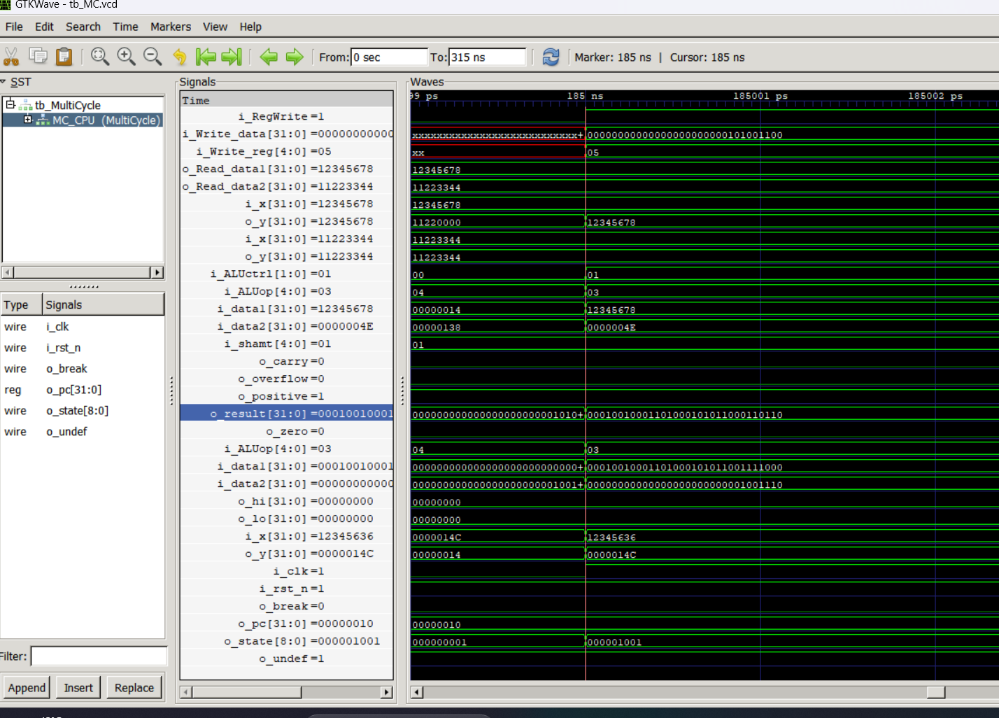 GTKWave - tb_MC.vcd
File Edit Search Time Markers View Help
From: 0 sec To: 315 ns Marker: 185 ns | Cursor: 185 ns
SST
tb_MultiCycle
MC_CPU (MultiCycle)
Type Signals
wire i_clk
wire i_rst_n
wire o_break
reg o_pc[31:0]
wire o_state[8:0]
wire o_undef
Filter:
Append Insert Replace
Signals
Time
i_RegWrite=1
i_Write_data[31:0]=00000000000
i_Write_reg[4:0]=05
o_Read_data1[31:0]=12345678
o_Read_data2[31:0]=11223344
i_x[31:0]=12345678
o_y[31:0]=12345678
i_x[31:0]=11223344
o_y[31:0]=11223344
i_ALUctrl[1:0]=01
i_ALUop[4:0]=03
i_data1[31:0]=12345678
i_data2[31:0]=0000004E
i_shamt[4:0]=01
o_carry=0
o_overflow=0
o_positive=1
o_result[31:0]=00010010001
o_zero=0
i_ALUop[4:0]=03
i_data1[31:0]=00010010001
i_data2[31:0]=00000000000
o_hi[31:0]=00000000
o_lo[31:0]=00000000
i_x[31:0]=12345636
o_y[31:0]=0000014C
i_clk=1
i_rst_n=1
o_break=0
o_pc[31:0]=00000010
o_state[8:0]=000001001
o_undef=1
Waves
99 ps 185 ns 185001 ps 185002 ps
xxxxxxxxxxxxxxxxxxxxxxxxxxx+ 00000000000000000000000101001100
xx 05
12345678
11223344
12345678
11220000 12345678
11223344
11223344
00 01
04 03
00000014 12345678
00000138 0000004E
01
000000000000000000000001010+ 00010010001101000101011000110110
04 03
000000000000000000000000000+ 00010010001101000101011001111000
000000000000000000000001001+ 00000000000000000000000001001110
00000000
00000000
0000014C 12345636
00000014 0000014C
00000010
000000001 000001001